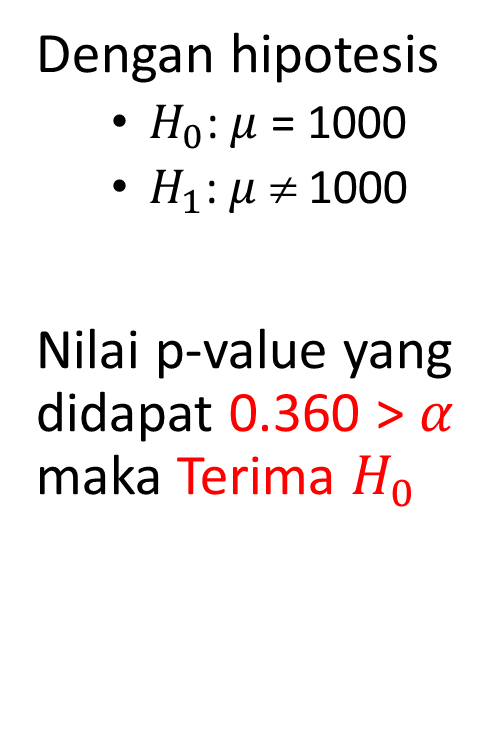 Dengan hipotesis
• H₀: μ = 1000
• H₁: μ ≠ 1000
Nilai p-value yang
didapat 0.360 > α
maka Terima H₀